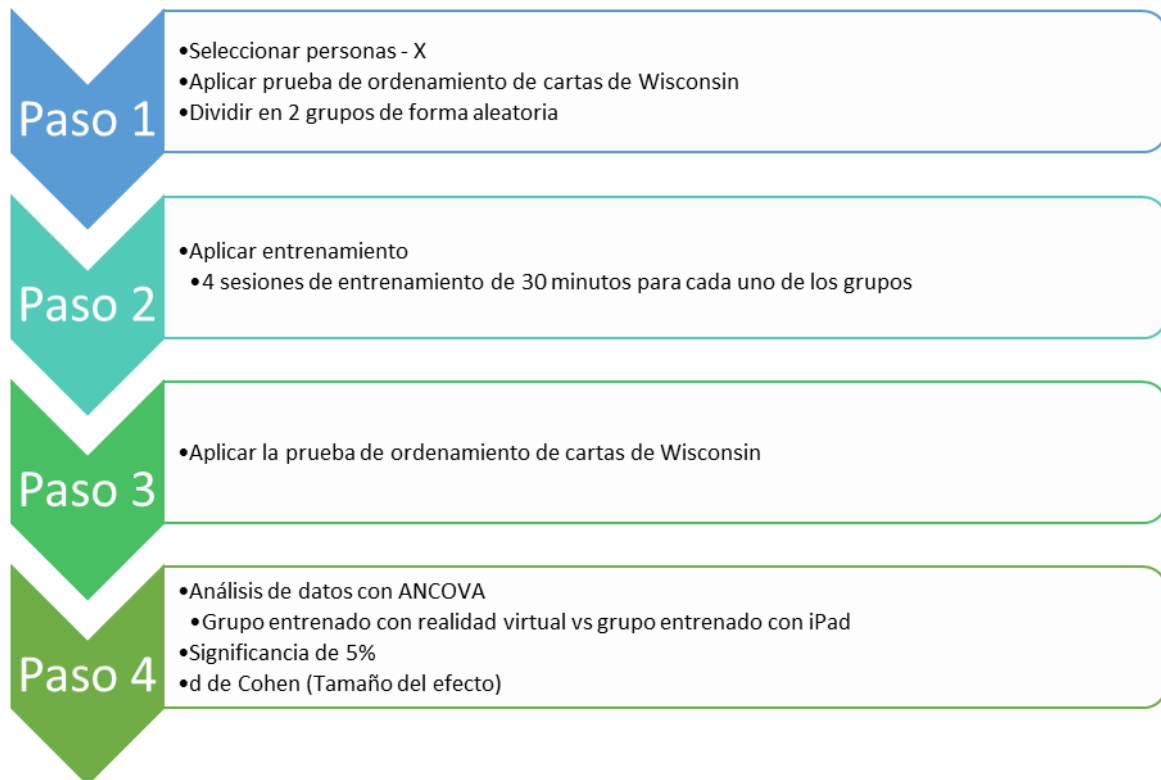 Paso 1
•Seleccionar personas - X
•Aplicar prueba de ordenamiento de cartas de Wisconsin
•Dividir en 2 grupos de forma aleatoria
Paso 2
•Aplicar entrenamiento
•4 sesiones de entrenamiento de 30 minutos para cada uno de los grupos
Paso 3
•Aplicar la prueba de ordenamiento de cartas de Wisconsin
Paso 4
•Análisis de datos con ANCOVA
•Grupo entrenado con realidad virtual vs grupo entrenado con iPad
•Significancia de 5%
•d de Cohen (Tamaño del efecto)